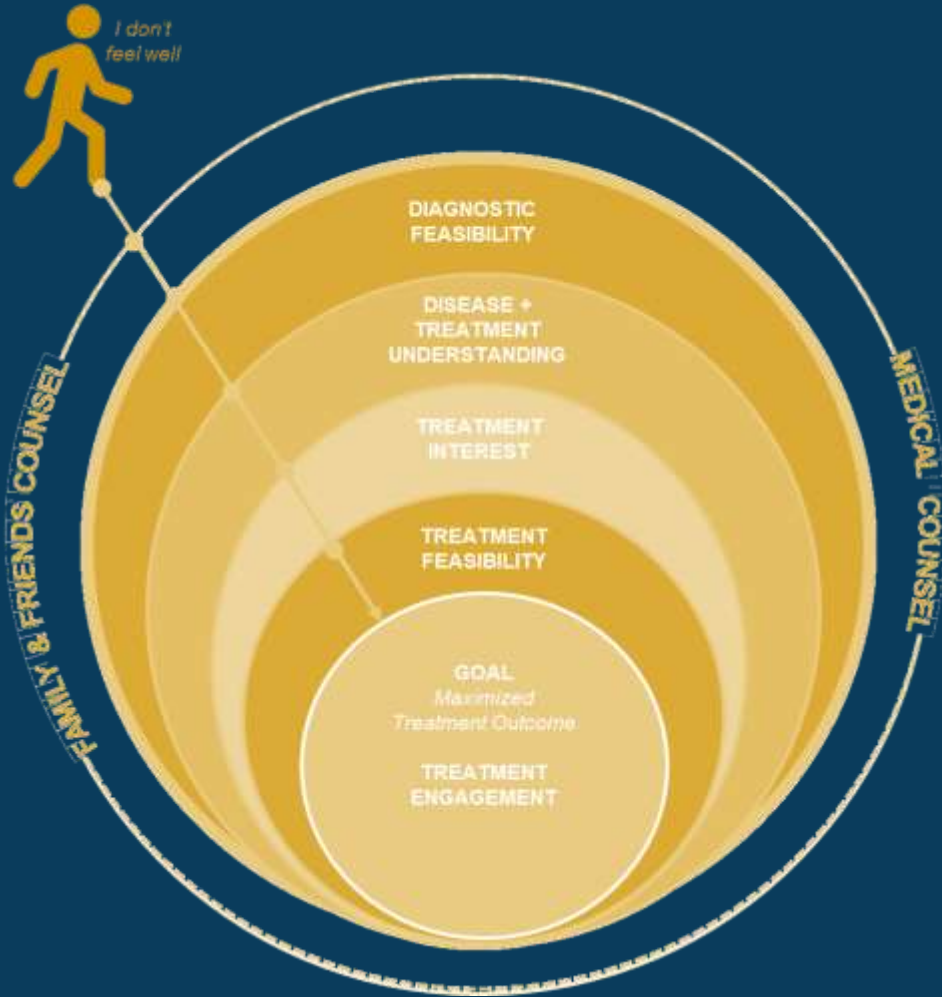 I don't
feel well
DIAGNOSTIC
FEASIBILITY
DISEASE +
TREATMENT
UNDERSTANDING
TREATMENT
INTEREST
TREATMENT
FEASIBILITY
GOAL
Maximized
Treatment Outcome
TREATMENT
ENGAGEMENT
FAMILY & FRIENDS COUNSEL
MEDICAL COUNSEL